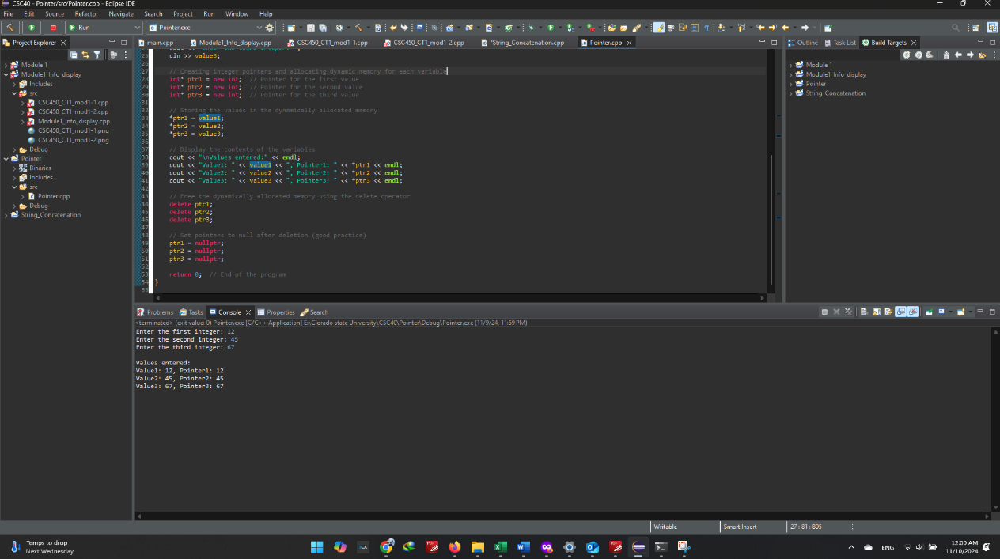 CSC40 - Pointer/src/Pointer.cpp - Eclipse IDE
File Edit Source Refactor Navigate Search Project Run Window Help
Run
Pointer.exe
Project Explorer
main.cpp
Module1_Info_display.cpp
CSC450_CT1_mod1-1.cpp
CSC450_CT1_mod1-2.cpp
*String_Concatenation.cpp
Pointer.cpp
Outline
Task List
Build Targets
Module 1
Module1_Info_display
Includes
src
CSC450_CT1_mod1-1.cpp
CSC450_CT1_mod1-2.cpp
Module1_Info_display.cpp
CSC450_CT1_mod1-1.png
CSC450_CT1_mod1-2.png
Debug
Pointer
Binaries
Includes
src
Pointer.cpp
Debug
String_Concatenation
25 cin >> value3;
26
27 // Creating integer pointers and allocating dynamic memory for each variable
28 int* ptr1 = new int; // Pointer for the first value
29 int* ptr2 = new int; // Pointer for the second value
30 int* ptr3 = new int; // Pointer for the third value
31
32 // Storing the values in the dynamically allocated memory
33 *ptr1 = value1;
34 *ptr2 = value2;
35 *ptr3 = value3;
36
37 // Display the contents of the variables
38 cout << "\nValues entered:" << endl;
39 cout << "Value1: " << value1 << ", Pointer1: " << *ptr1 << endl;
40 cout << "Value2: " << value2 << ", Pointer2: " << *ptr2 << endl;
41 cout << "Value3: " << value3 << ", Pointer3: " << *ptr3 << endl;
42
43 // Free the dynamically allocated memory using the delete operator
44 delete ptr1;
45 delete ptr2;
46 delete ptr3;
47
48 // Set pointers to null after deletion (good practice)
49 ptr1 = nullptr;
50 ptr2 = nullptr;
51 ptr3 = nullptr;
52
53 return 0; // End of the program
54 }
55
Module 1
Module1_Info_display
Pointer
String_Concatenation
Problems
Tasks
Console
Properties
Search
<terminated> (exit value: 0) Pointer.exe [C/C++ Application] E:\Clorado state University\CSC40\Pointer\Debug\Pointer.exe (11/9/24, 11:59 PM)
Enter the first integer: 12
Enter the second integer: 45
Enter the third integer: 67
Values entered:
Value1: 12, Pointer1: 12
Value2: 45, Pointer2: 45
Value3: 67, Pointer3: 67
Writable
Smart Insert
27 : 81 : 805
Temps to drop
Next Wednesday
ENG
12:00 AM
11/10/2024